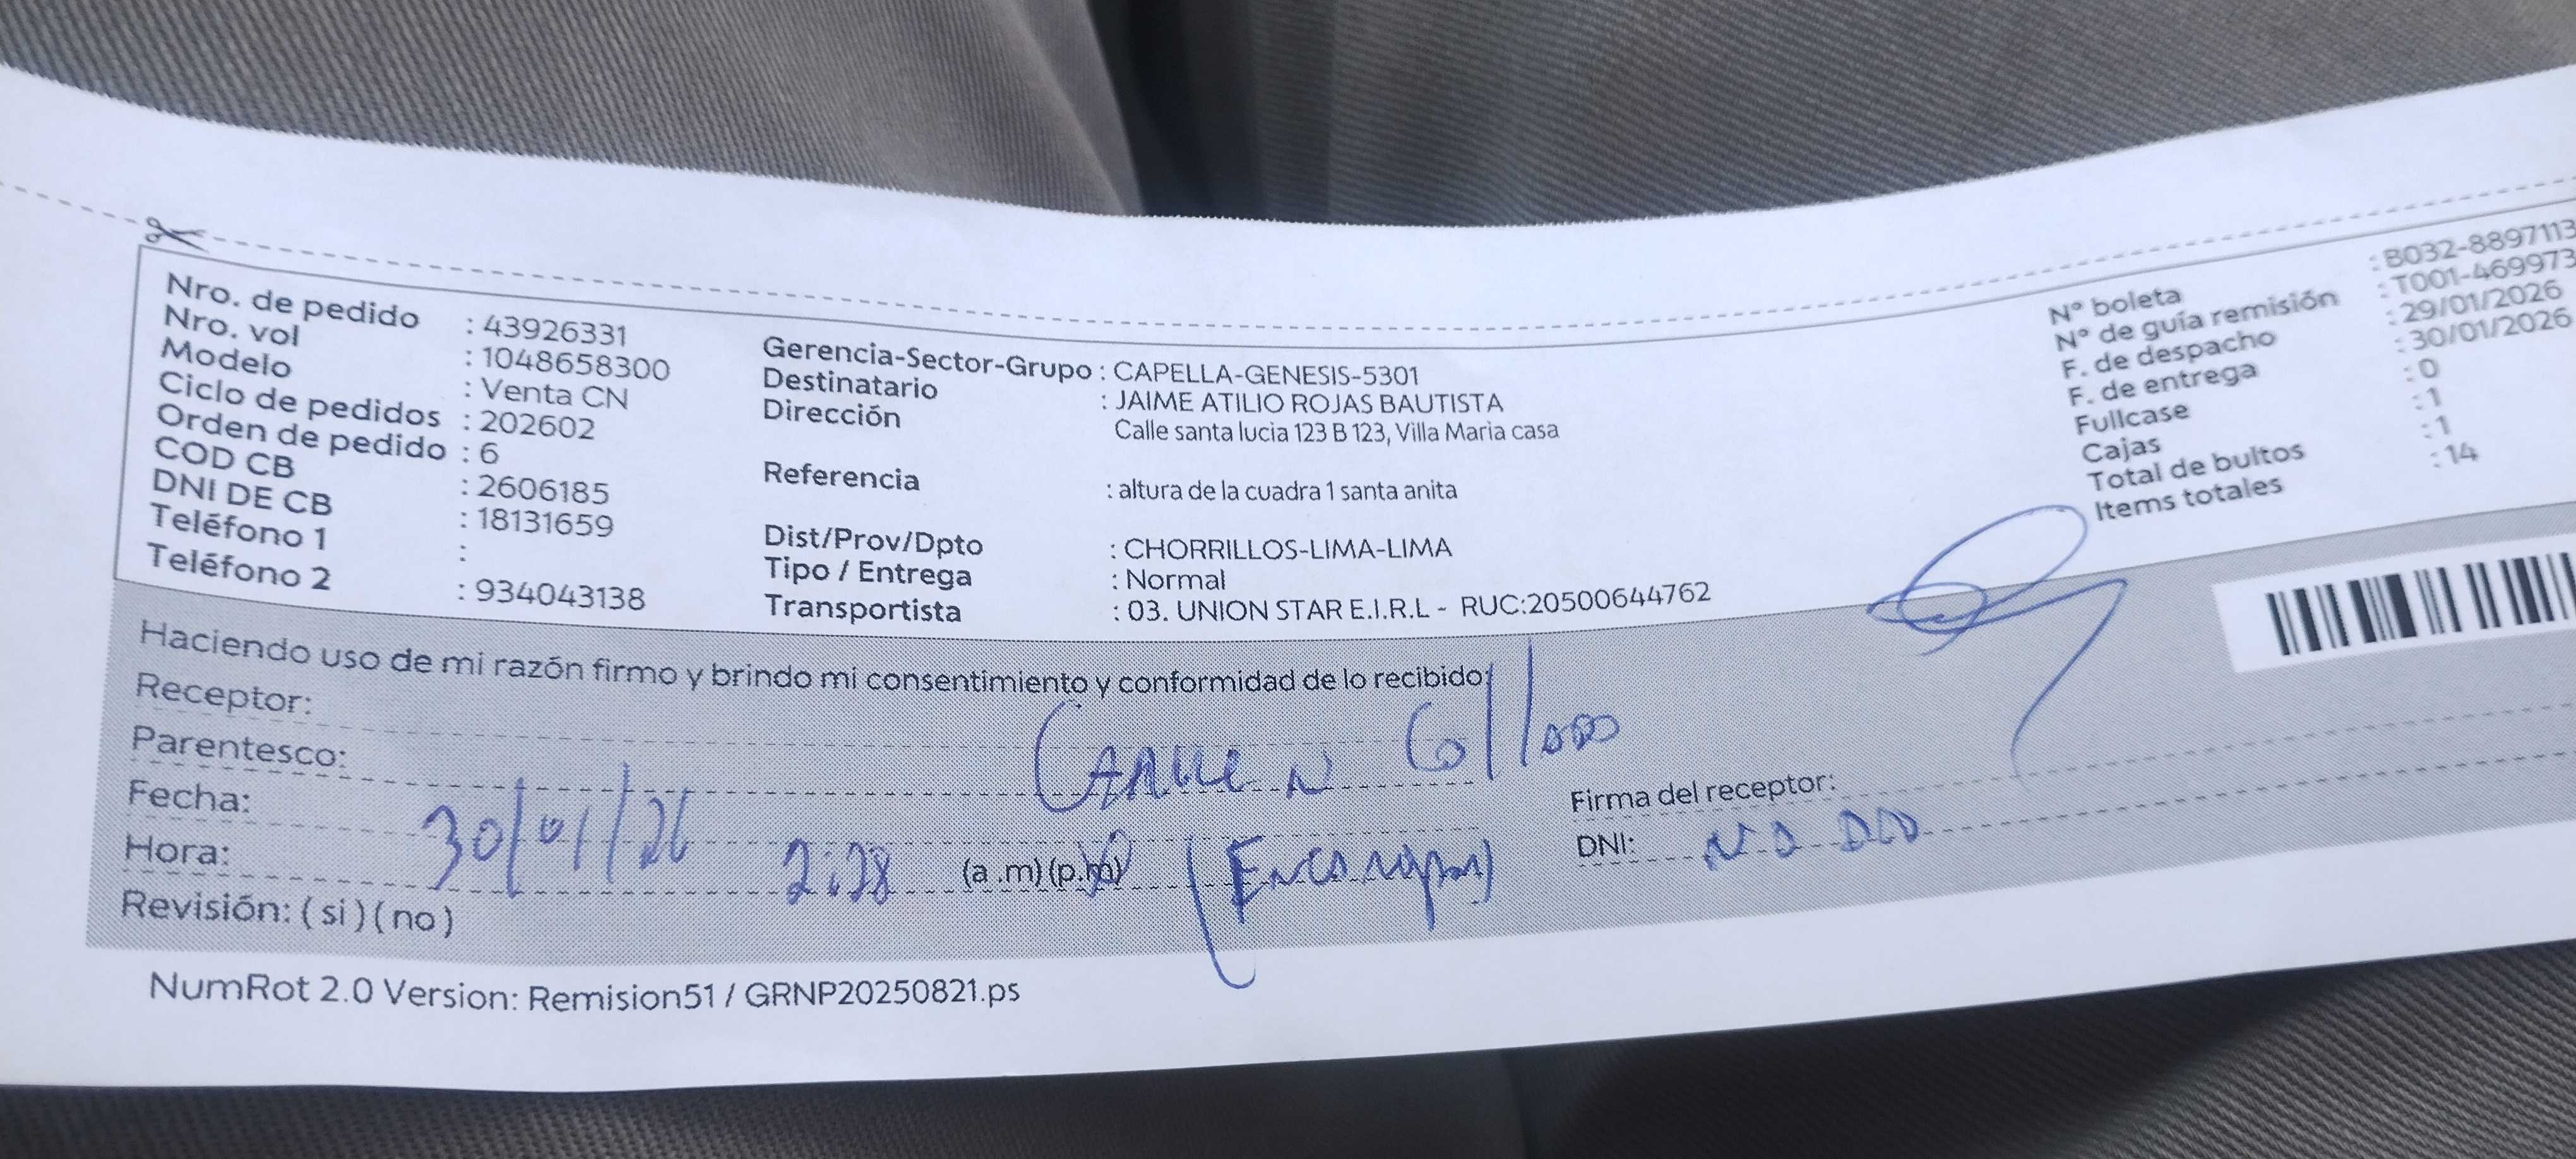 Nro. de pedido : 43926331
Nro. vol : 1048658300
Modelo : Venta CN
Ciclo de pedidos : 202602
Orden de pedido : 6
COD CB : 2606185
DNI DE CB : 18131659
Teléfono 1 :
Teléfono 2 : 934043138
Gerencia-Sector-Grupo : CAPELLA-GENESIS-5301
Destinatario : JAIME ATILIO ROJAS BAUTISTA
Dirección Calle santa lucia 123 B 123, Villa Maria casa
Referencia : altura de la cuadra 1 santa anita
Dist/Prov/Dpto : CHORRILLOS-LIMA-LIMA
Tipo / Entrega : Normal
Transportista : 03. UNION STAR E.I.R.L - RUC:20500644762
N° boleta : B032-8897113
N° de guía remisión : T001-469973
F. de despacho : 29/01/2026
F. de entrega : 30/01/2026
Fullcase : 0
Cajas : 1
Total de bultos : 1
Items totales : 14
Haciendo uso de mi razón firmo y brindo mi consentimiento y conformidad de lo recibido:
Receptor:
Parentesco:
Fecha: 30/01/26
Hora: 2:28 (a .m) (p.m)
Firma del receptor:
DNI: NO DIO
Revisión: ( si ) ( no )
NumRot 2.0 Version: Remision51 / GRNP20250821.ps